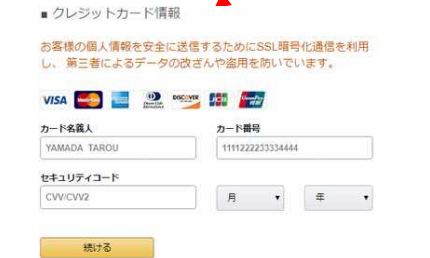 ■ クレジットカード情報
お客様の個人情報を安全に送信するためにSSL暗号化通信を利用
し、 第三者によるデータの改ざんや盗用を防いでいます。
VISA DISCOVER JCB UnionPay
カード名義人 カード番号
YAMADA TAROU 1111222233334444
セキュリティコード
CVV/CVV2 月 年
続ける